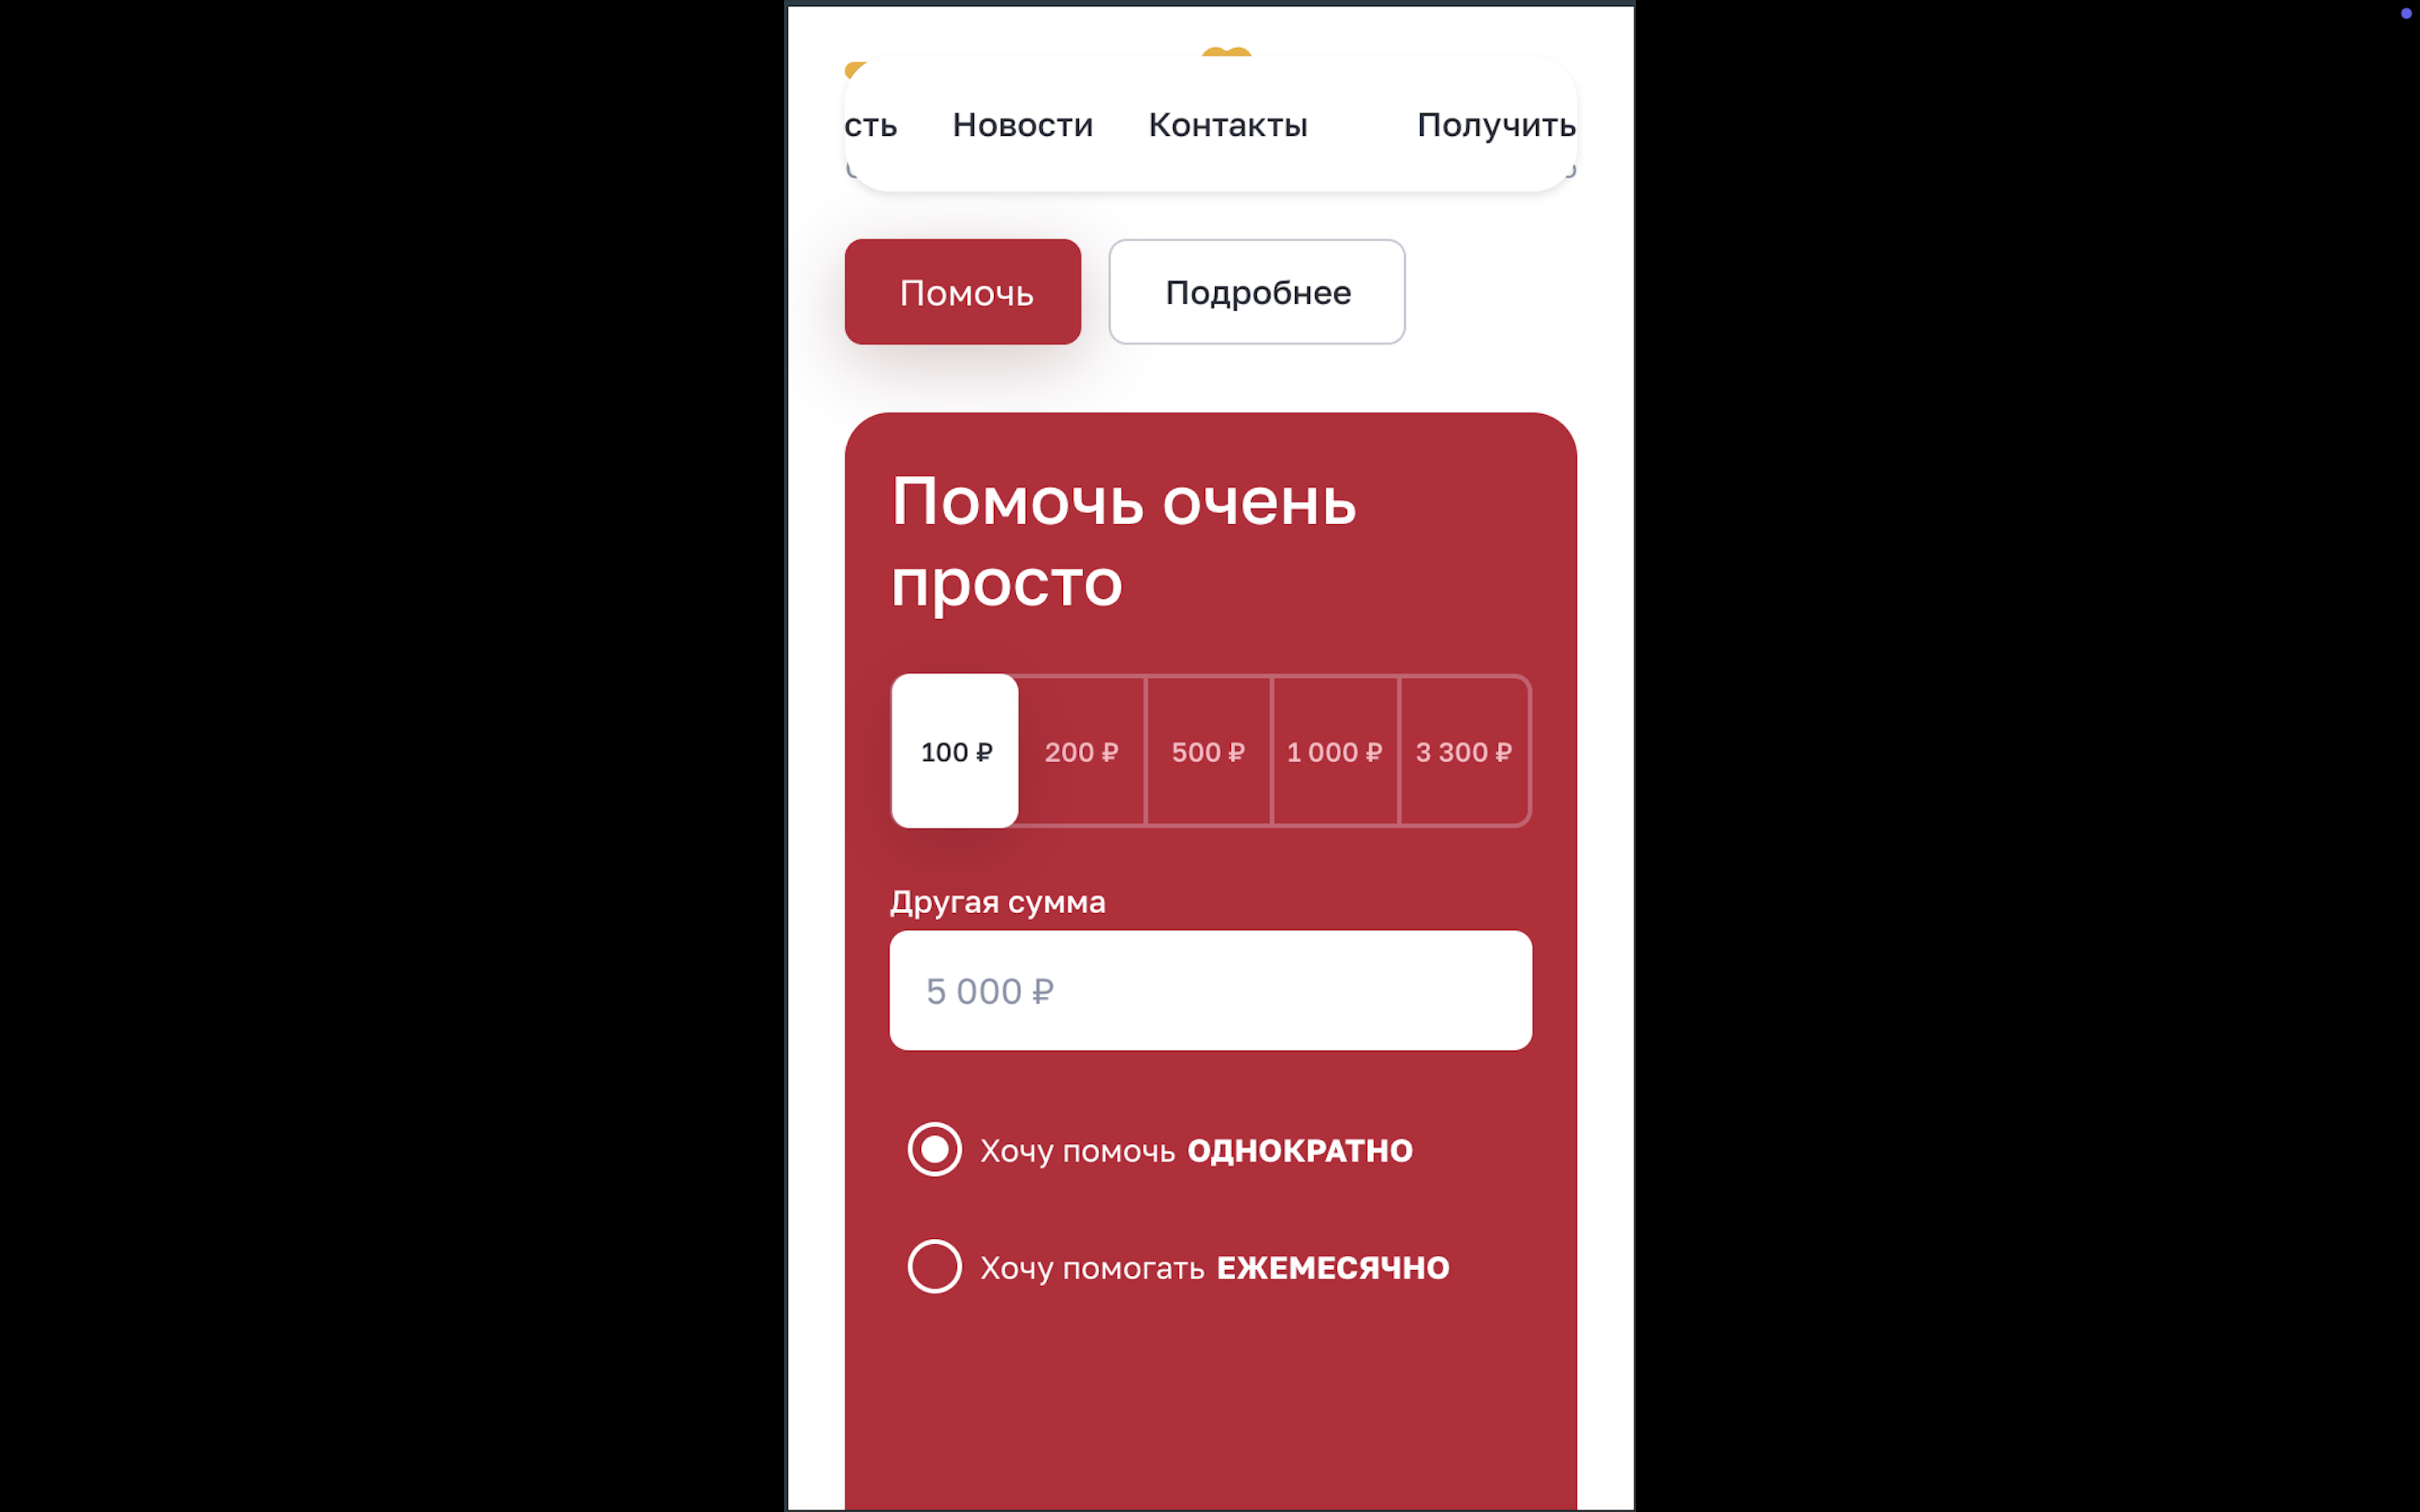 сть Новости Контакты Получить
Помочь Подробнее
Помочь очень
просто
100 ₽ 200 ₽ 500 ₽ 1 000 ₽ 3 300 ₽
Другая сумма
5 000 ₽
Хочу помочь ОДНОКРАТНО
Хочу помогать ЕЖЕМЕСЯЧНО